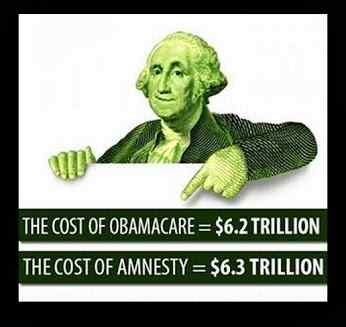 THE COST OF OBAMACARE = $6.2 TRILLION
THE COST OF AMNESTY = $6.3 TRILLION